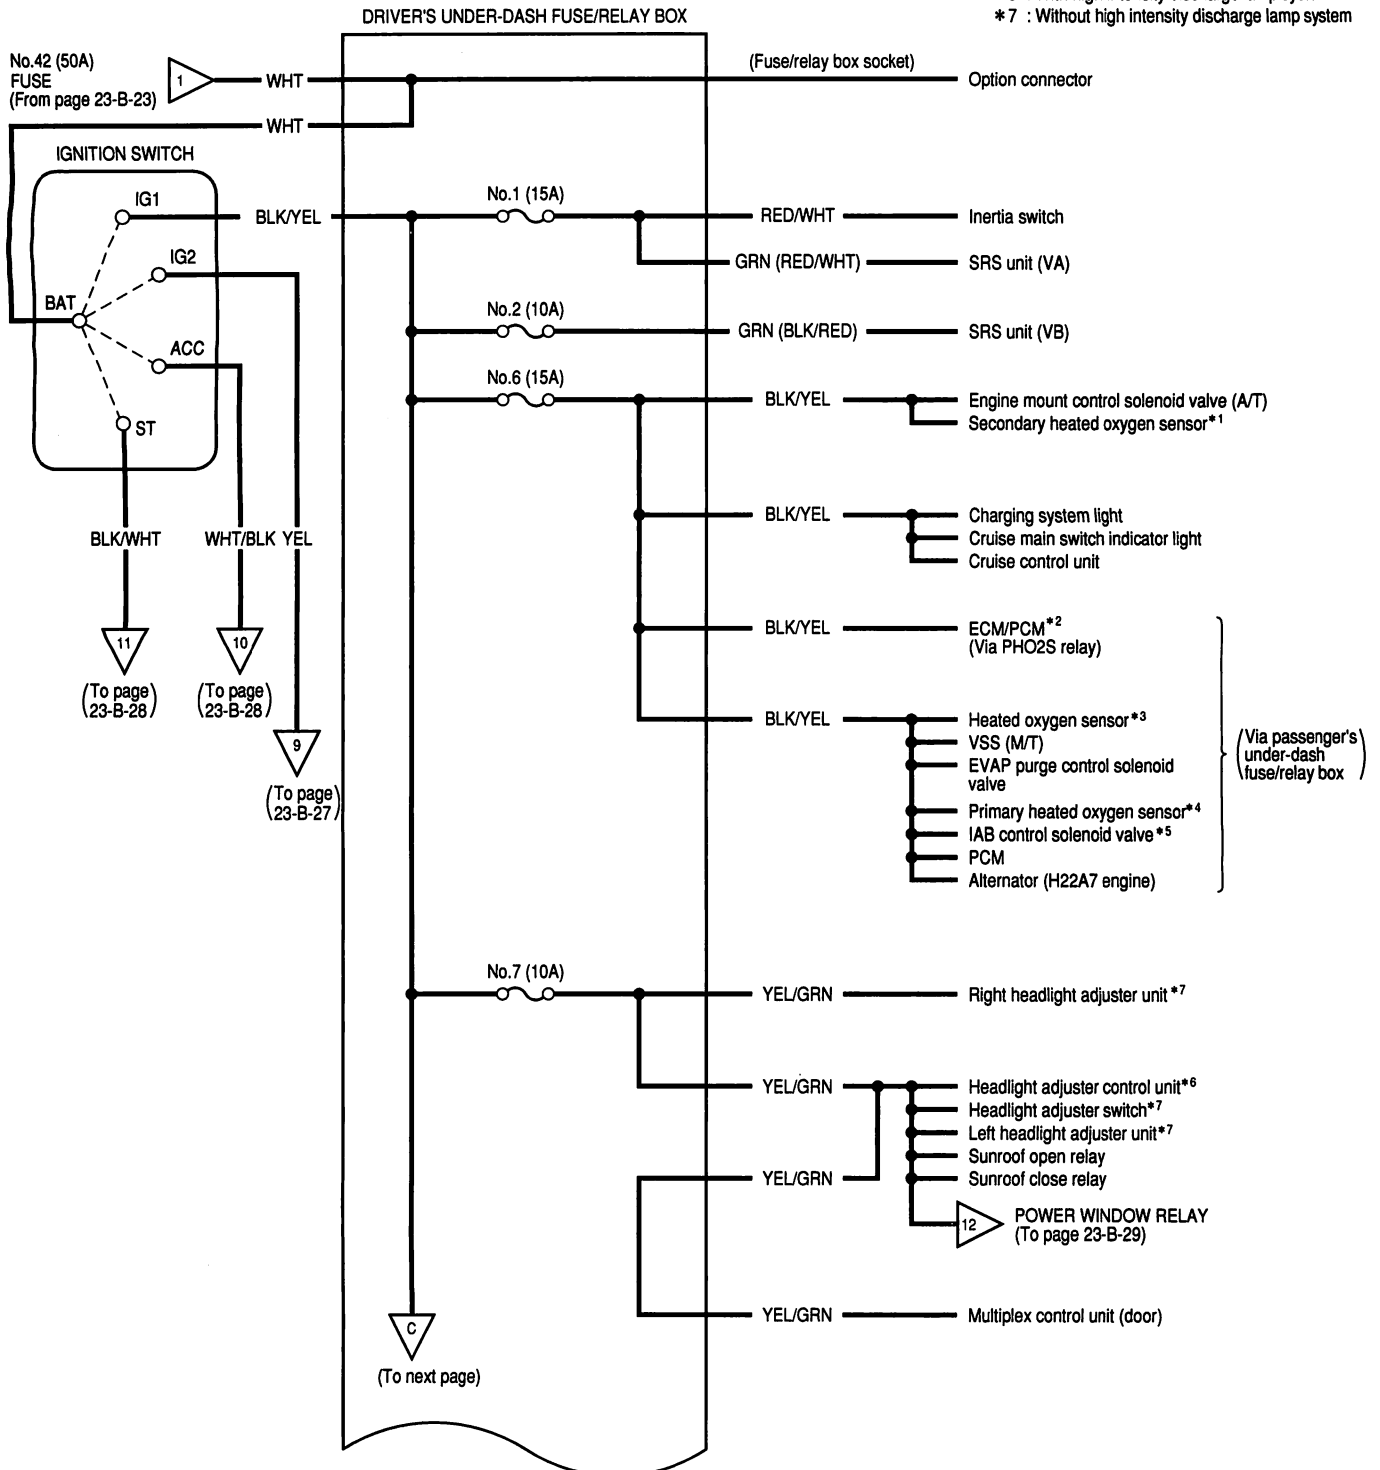 DRIVER'S UNDER-DASH FUSE/RELAY BOX
*7 : Without high intensity discharge lamp system
No.42 (50A)
FUSE
(From page 23-B-23)
1
WHT
(Fuse/relay box socket)
Option connector
WHT
IGNITION SWITCH
IG1
BLK/YEL
No.1 (15A)
RED/WHT
Inertia switch
IG2
GRN (RED/WHT)
SRS unit (VA)
BAT
No.2 (10A)
GRN (BLK/RED)
SRS unit (VB)
ACC
No.6 (15A)
BLK/YEL
Engine mount control solenoid valve (A/T)
Secondary heated oxygen sensor*1
ST
BLK/YEL
Charging system light
Cruise main switch indicator light
Cruise control unit
BLK/WHT
WHT/BLK
YEL
BLK/YEL
ECM/PCM*2
(Via PHO2S relay)
11
(To page
23-B-28)
10
(To page
23-B-28)
9
(To page
23-B-27)
BLK/YEL
Heated oxygen sensor*3
VSS (M/T)
EVAP purge control solenoid
valve
Primary heated oxygen sensor*4
IAB control solenoid valve*5
PCM
Alternator (H22A7 engine)
(Via passenger's
under-dash
fuse/relay box)
No.7 (10A)
YEL/GRN
Right headlight adjuster unit*7
YEL/GRN
Headlight adjuster control unit*6
Headlight adjuster switch*7
Left headlight adjuster unit*7
Sunroof open relay
Sunroof close relay
YEL/GRN
12
POWER WINDOW RELAY
(To page 23-B-29)
YEL/GRN
Multiplex control unit (door)
C
(To next page)